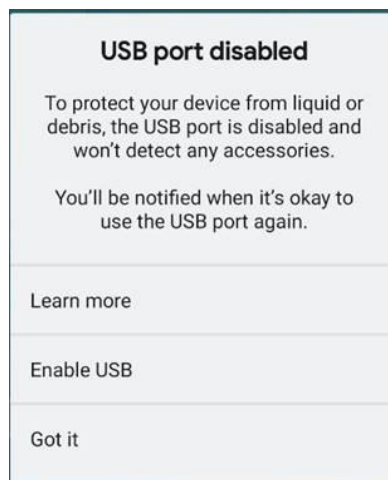 USB port disabled
To protect your device from liquid or
debris, the USB port is disabled and
won't detect any accessories.
You'll be notified when it's okay to
use the USB port again.
Learn more
Enable USB
Got it